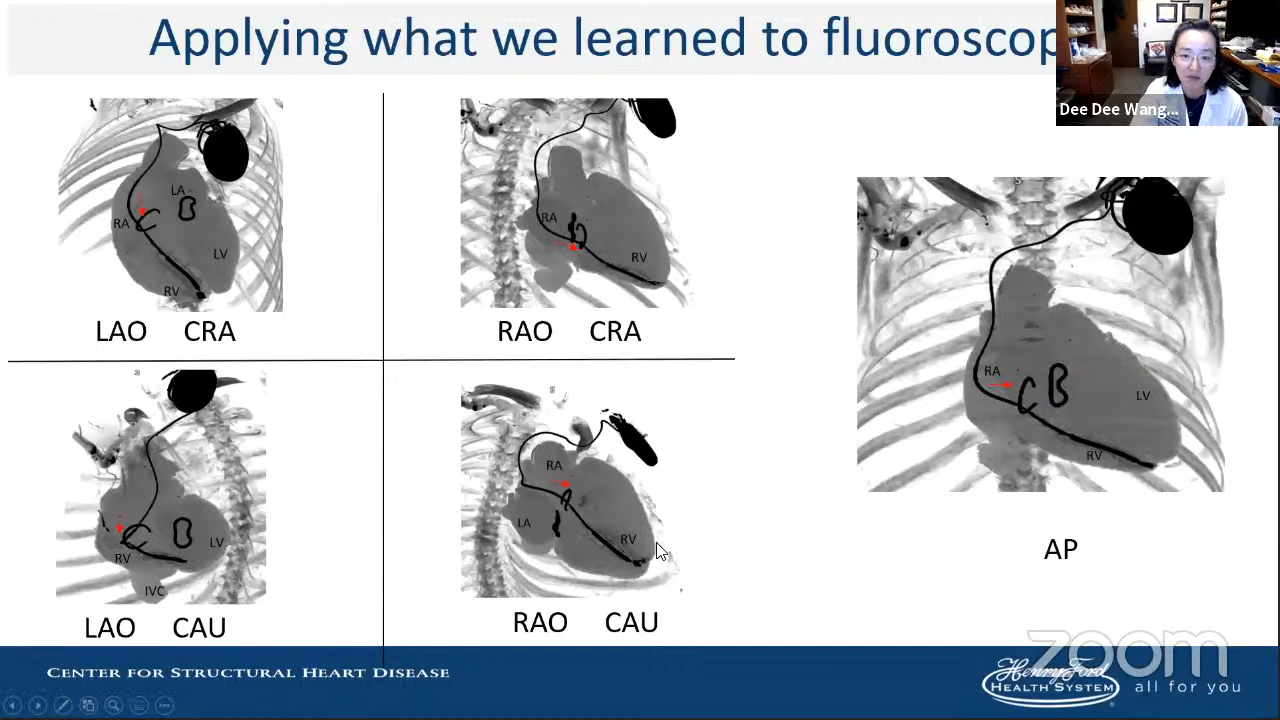 Applying what we learned to fluoroscop
Dee Dee Wang...
LA
RA
LV
RV
LAO CRA
RA
RV
RAO CRA
RV
LV
IVC
LAO CAU
S
RA
LA
RV
RAO CAU
S
RA
LV
RV
AP
CENTER FOR STRUCTURAL HEART DISEASE
zoom
Henry Ford
HEALTH SYSTEM
all for you